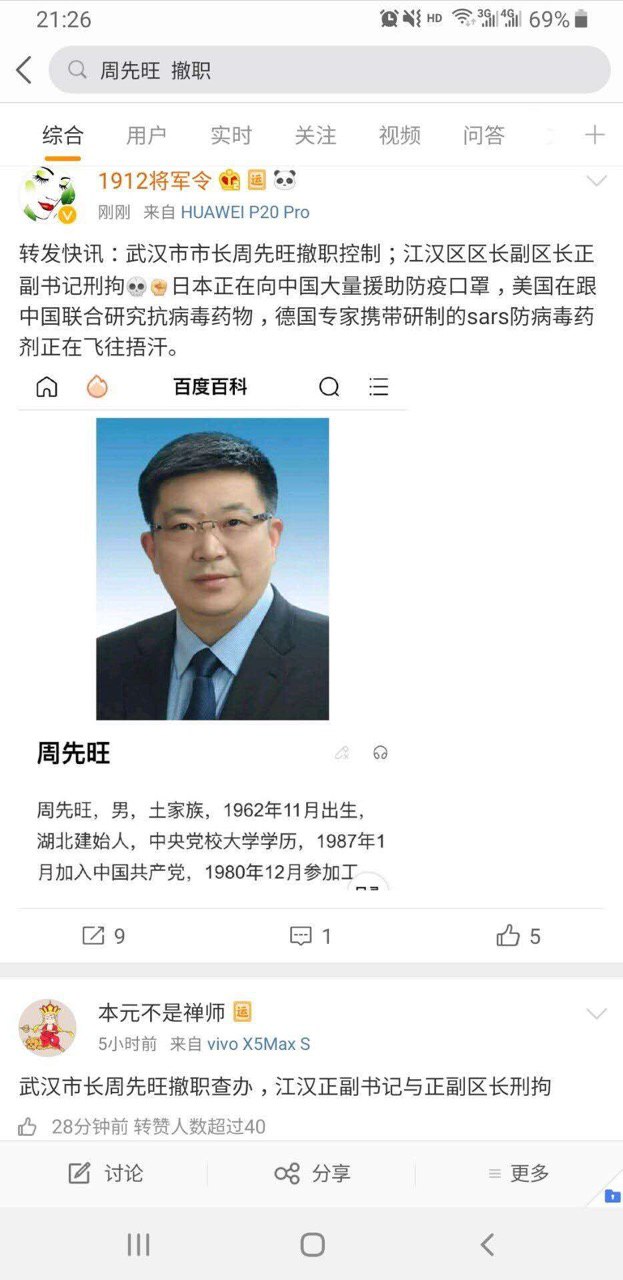 21:26
HD 3G 4G 69%
周先旺 撤职
综合 用户 实时 关注 视频 问答
1912将军令 运
刚刚 来自 HUAWEI P20 Pro
转发快讯：武汉市市长周先旺撤职控制；江汉区区长副区长正
副书记刑拘💀✊日本正在向中国大量援助防疫口罩，美国在跟
中国联合研究抗病毒药物，德国专家携带研制的sars防病毒药
剂正在飞往捂汗。
百度百科
周先旺
周先旺，男，土家族，1962年11月出生，
湖北建始人，中央党校大学学历，1987年1
月加入中国共产党，1980年12月参加工
9 1 5
本元不是禅师 运
5小时前 来自 vivo X5Max S
武汉市长周先旺撤职查办，江汉正副书记与正副区长刑拘
28分钟前 转赞人数超过40
讨论 分享 更多